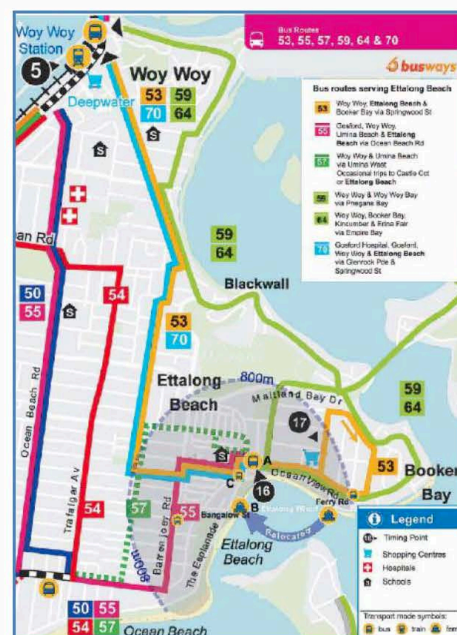 Bus Routes
53, 55, 57, 59, 64 & 70
busways
Woy Woy
Station
5
Deepwater
Woy Woy
53 59
70 64
S
Bus routes serving Ettalong Beach
53 Woy Woy, Ettalong Beach &
Booker Bay via Springwood St
55 Gosford, Woy Woy,
Umina Beach & Ettalong
Beach via Ocean Beach Rd
57 Woy Woy & Umina Beach
via Umina West
Occasional trips to Castle Cct
or Ettalong Beach
59 Woy Woy & Woy Woy Bay
via Phegans Bay
64 Woy Woy, Booker Bay,
Kincumber & Erina Fair
via Empire Bay
70 Gosford Hospital, Gosford,
Woy Woy & Ettalong Beach
via Glenrock Pde &
Springwood St
an Rd
59
64
Blackwall
50
55
S
54
53
70
Ocean Beach Rd
Trafalgar Av
Ettalong
Beach
800m
Maitland Bay Dr
17
59
64
S
A
C
B
16
Ocean View Rd
Ferry Rd
53
Booker
Bay
54
57
Barrenjoey Rd
55
Bangalow St
The Esplanade
Relocated
Ettalong
Beach
800m
50 55
54 57
Ocean Beach
Legend
16 Timing Point
Shopping Centres
Hospitals
S Schools
Transport mode symbols:
bus train ferr